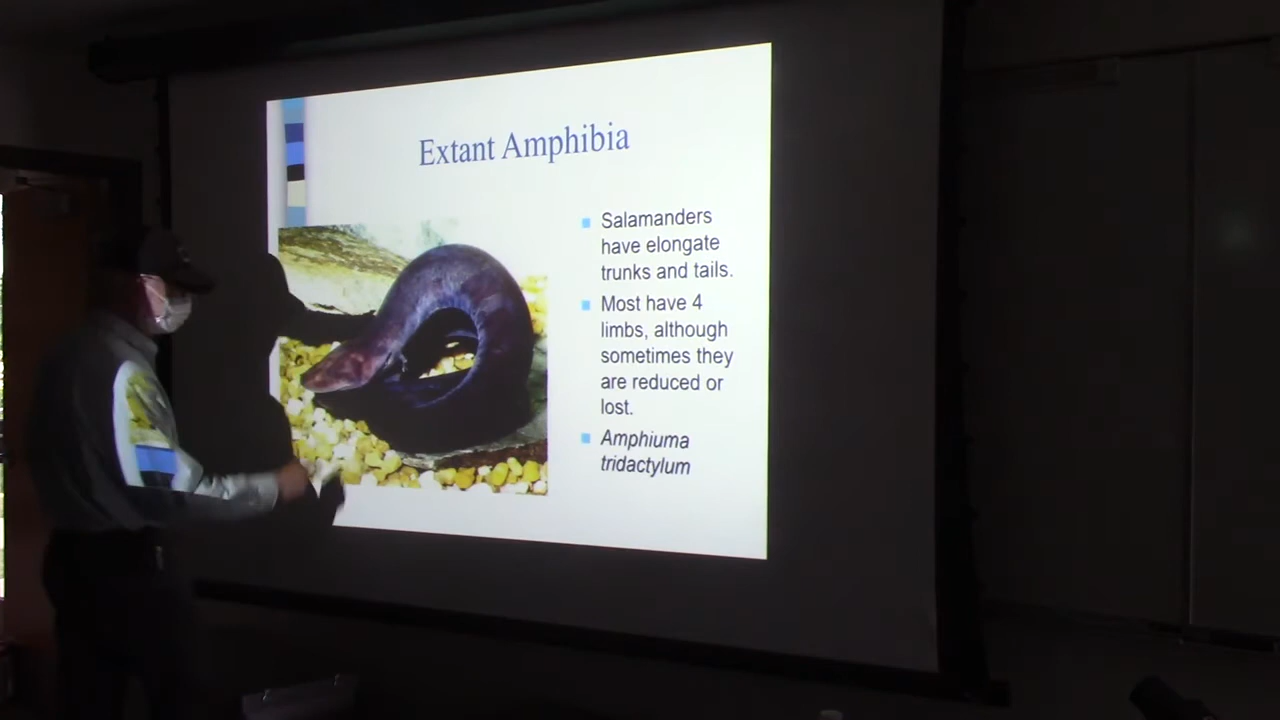 Extant Amphibia
Salamanders
have elongate
trunks and tails.
Most have 4
limbs, although
sometimes they
are reduced or
lost.
Amphiuma
tridactylum